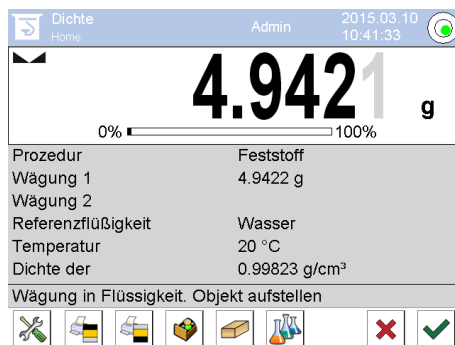 Dichte
Home
Admin
2015.03.10
10:41:33
4.9421 g
0% 100%
Prozedur Feststoff
Wägung 1 4.9422 g
Wägung 2
Referenzflüßigkeit Wasser
Temperatur 20 °C
Dichte der 0.99823 g/cm³
Wägung in Flüssigkeit. Objekt aufstellen